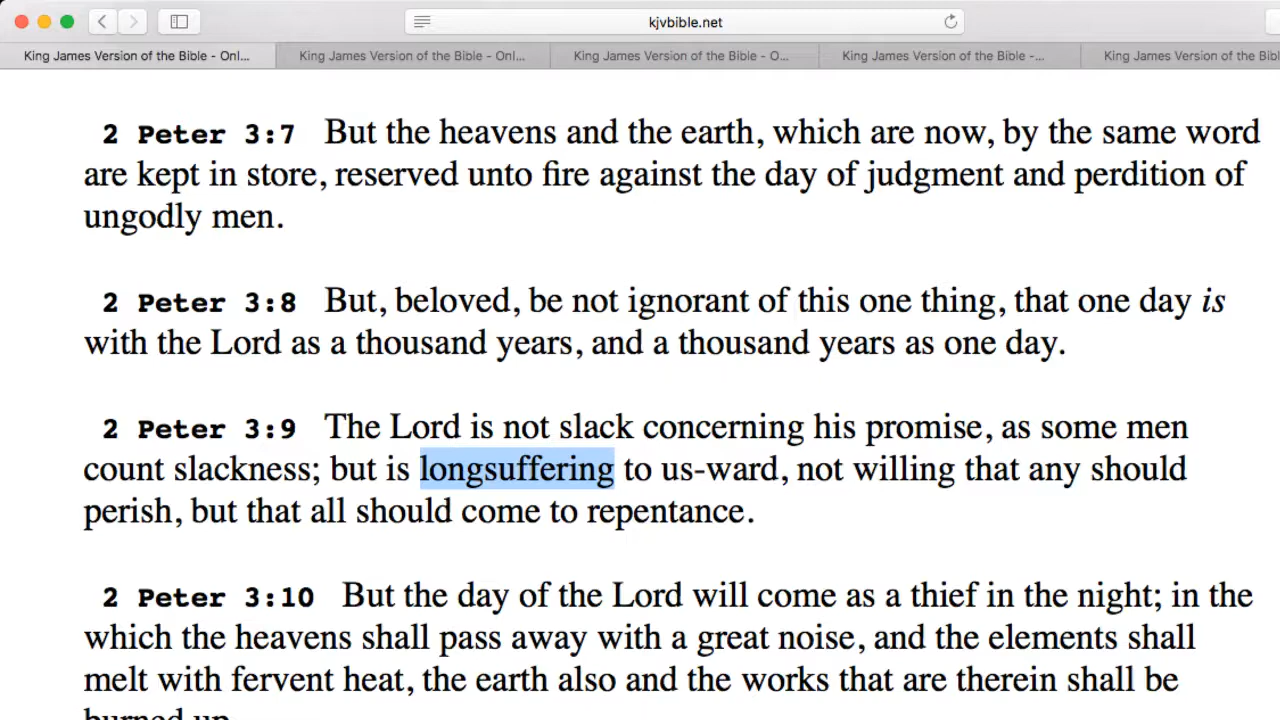 kjvbible.net
King James Version of the Bible - Onl... King James Version of the Bible - Onl... King James Version of the Bible - O... King James Version of the Bible -... King James Version of the Bibl
2 Peter 3:7 But the heavens and the earth, which are now, by the same word
are kept in store, reserved unto fire against the day of judgment and perdition of
ungodly men.
2 Peter 3:8 But, beloved, be not ignorant of this one thing, that one day is
with the Lord as a thousand years, and a thousand years as one day.
2 Peter 3:9 The Lord is not slack concerning his promise, as some men
count slackness; but is longsuffering to us-ward, not willing that any should
perish, but that all should come to repentance.
2 Peter 3:10 But the day of the Lord will come as a thief in the night; in the
which the heavens shall pass away with a great noise, and the elements shall
melt with fervent heat, the earth also and the works that are therein shall be
burned up.